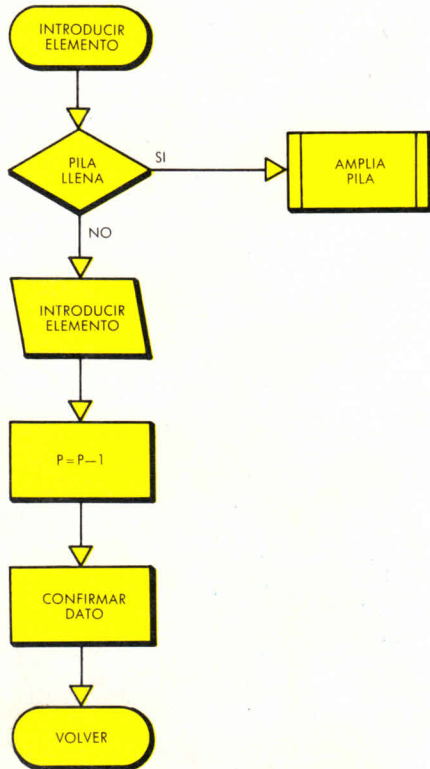 INTRODUCIR
ELEMENTO
PILA
LLENA
SI
AMPLIA
PILA
NO
INTRODUCIR
ELEMENTO
P=P—1
CONFIRMAR
DATO
VOLVER